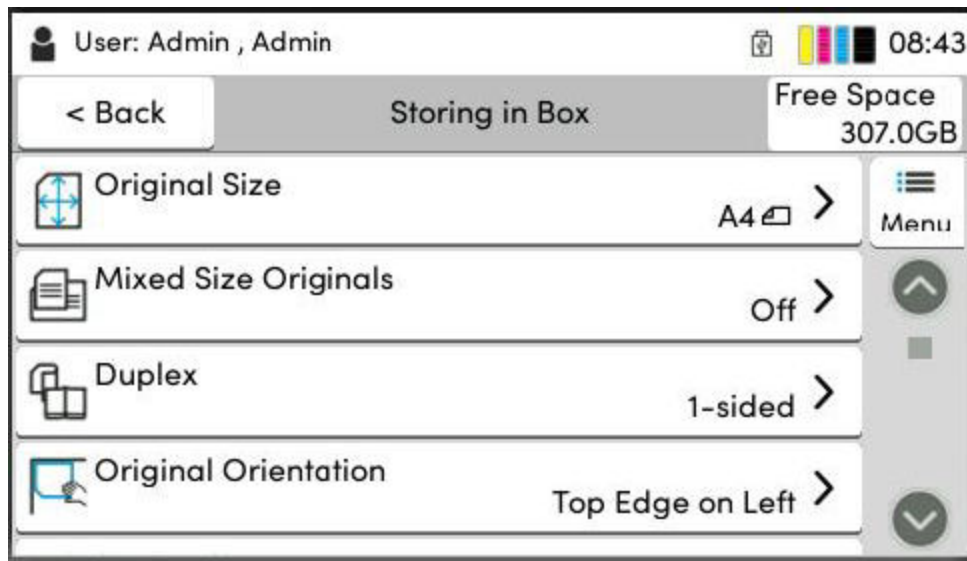 User: Admin , Admin
08:43
< Back
Storing in Box
Free Space
307.0GB
Original Size
A4
Menu
Mixed Size Originals
Off
Duplex
1-sided
Original Orientation
Top Edge on Left